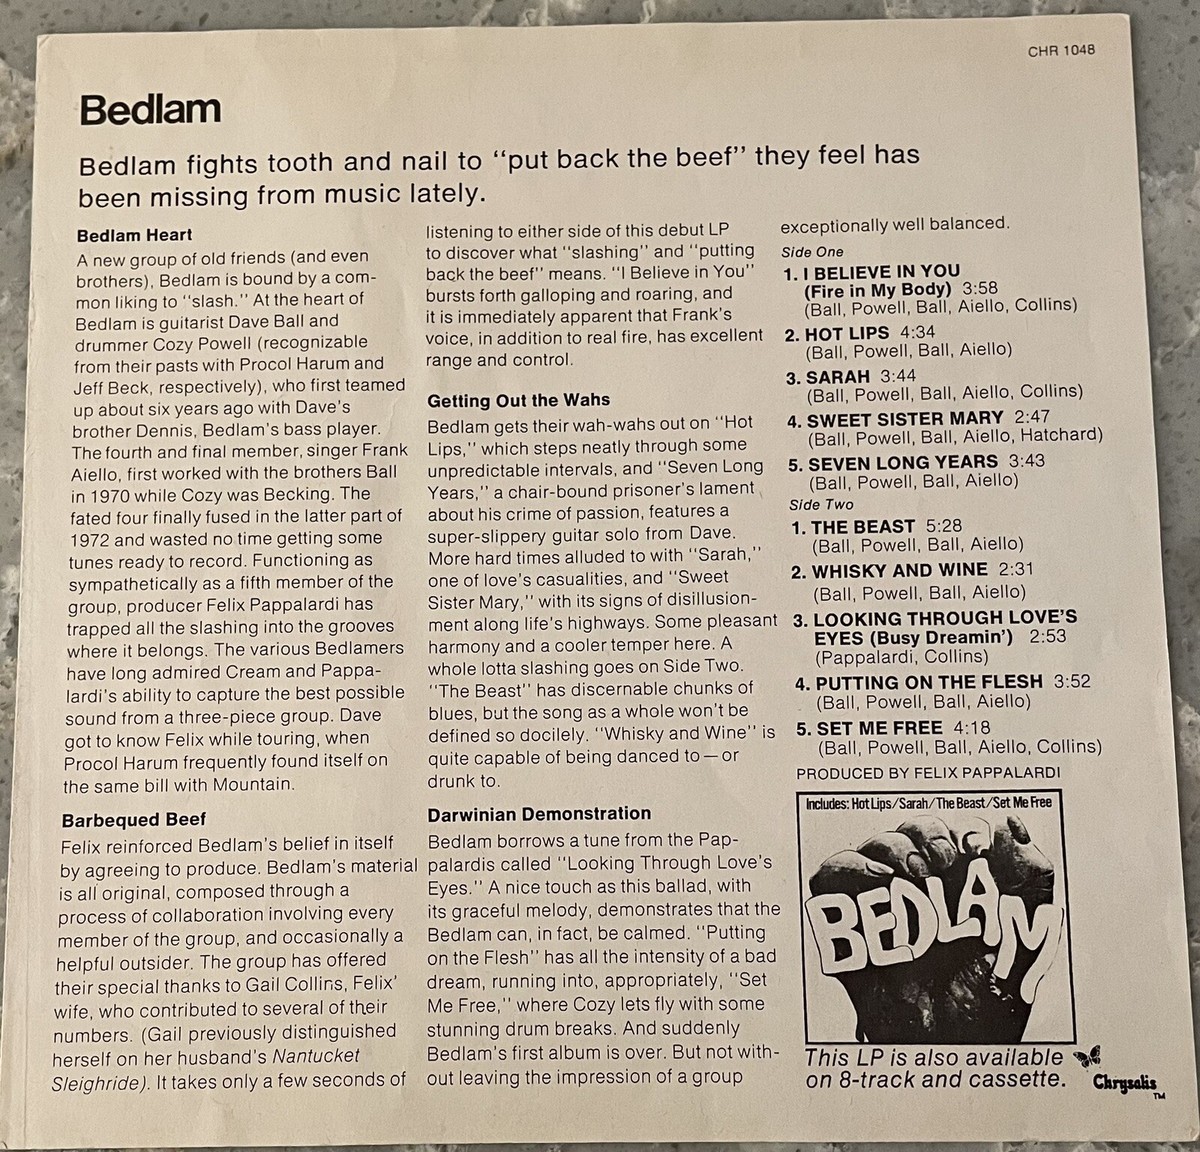 CHR 1048
Bedlam
Bedlam fights tooth and nail to “put back the beef” they feel has
been missing from music lately.
Bedlam Heart
A new group of old friends (and even
brothers), Bedlam is bound by a com-
mon liking to “slash.” At the heart of
Bedlam is guitarist Dave Ball and
drummer Cozy Powell (recognizable
from their pasts with Procol Harum and
Jeff Beck, respectively), who first teamed
up about six years ago with Dave's
brother Dennis, Bedlam's bass player.
The fourth and final member, singer Frank
Aiello, first worked with the brothers Ball
in 1970 while Cozy was Becking. The
fated four finally fused in the latter part of
1972 and wasted no time getting some
tunes ready to record. Functioning as
sympathetically as a fifth member of the
group, producer Felix Pappalardi has
trapped all the slashing into the grooves
where it belongs. The various Bedlamers
have long admired Cream and Pappa-
lardi's ability to capture the best possible
sound from a three-piece group. Dave
got to know Felix while touring, when
Procol Harum frequently found itself on
the same bill with Mountain.
Barbequed Beef
Felix reinforced Bedlam's belief in itself
by agreeing to produce. Bedlam's material
is all original, composed through a
process of collaboration involving every
member of the group, and occasionally a
helpful outsider. The group has offered
their special thanks to Gail Collins, Felix'
wife, who contributed to several of their
numbers. (Gail previously distinguished
herself on her husband's Nantucket
Sleighride). It takes only a few seconds of
listening to either side of this debut LP
to discover what “slashing” and “putting
back the beef” means. “I Believe in You”
bursts forth galloping and roaring, and
it is immediately apparent that Frank's
voice, in addition to real fire, has excellent
range and control.
Getting Out the Wahs
Bedlam gets their wah-wahs out on “Hot
Lips,” which steps neatly through some
unpredictable intervals, and “Seven Long
Years,” a chair-bound prisoner's lament
about his crime of passion, features a
super-slippery guitar solo from Dave.
More hard times alluded to with “Sarah,”
one of love's casualities, and “Sweet
Sister Mary,” with its signs of disillusion-
ment along life's highways. Some pleasant
harmony and a cooler temper here. A
whole lotta slashing goes on Side Two.
“The Beast” has discernable chunks of
blues, but the song as a whole won't be
defined so docilely. “Whisky and Wine” is
quite capable of being danced to — or
drunk to.
Darwinian Demonstration
Bedlam borrows a tune from the Pap-
palardis called “Looking Through Love's
Eyes.” A nice touch as this ballad, with
its graceful melody, demonstrates that the
Bedlam can, in fact, be calmed. “Putting
on the Flesh” has all the intensity of a bad
dream, running into, appropriately, “Set
Me Free,” where Cozy lets fly with some
stunning drum breaks. And suddenly
Bedlam's first album is over. But not with-
out leaving the impression of a group
exceptionally well balanced.
Side One
1. I BELIEVE IN YOU
(Fire in My Body) 3:58
(Ball, Powell, Ball, Aiello, Collins)
2. HOT LIPS 4:34
(Ball, Powell, Ball, Aiello)
3. SARAH 3:44
(Ball, Powell, Ball, Aiello, Collins)
4. SWEET SISTER MARY 2:47
(Ball, Powell, Ball, Aiello, Hatchard)
5. SEVEN LONG YEARS 3:43
(Ball, Powell, Ball, Aiello)
Side Two
1. THE BEAST 5:28
(Ball, Powell, Ball, Aiello)
2. WHISKY AND WINE 2:31
(Ball, Powell, Ball, Aiello)
3. LOOKING THROUGH LOVE'S
EYES (Busy Dreamin') 2:53
(Pappalardi, Collins)
4. PUTTING ON THE FLESH 3:52
(Ball, Powell, Ball, Aiello)
5. SET ME FREE 4:18
(Ball, Powell, Ball, Aiello, Collins)
PRODUCED BY FELIX PAPPALARDI
Includes: Hot Lips/Sarah/The Beast/Set Me Free
BEDLAM
This LP is also available
on 8-track and cassette.
Chrysalis
TM